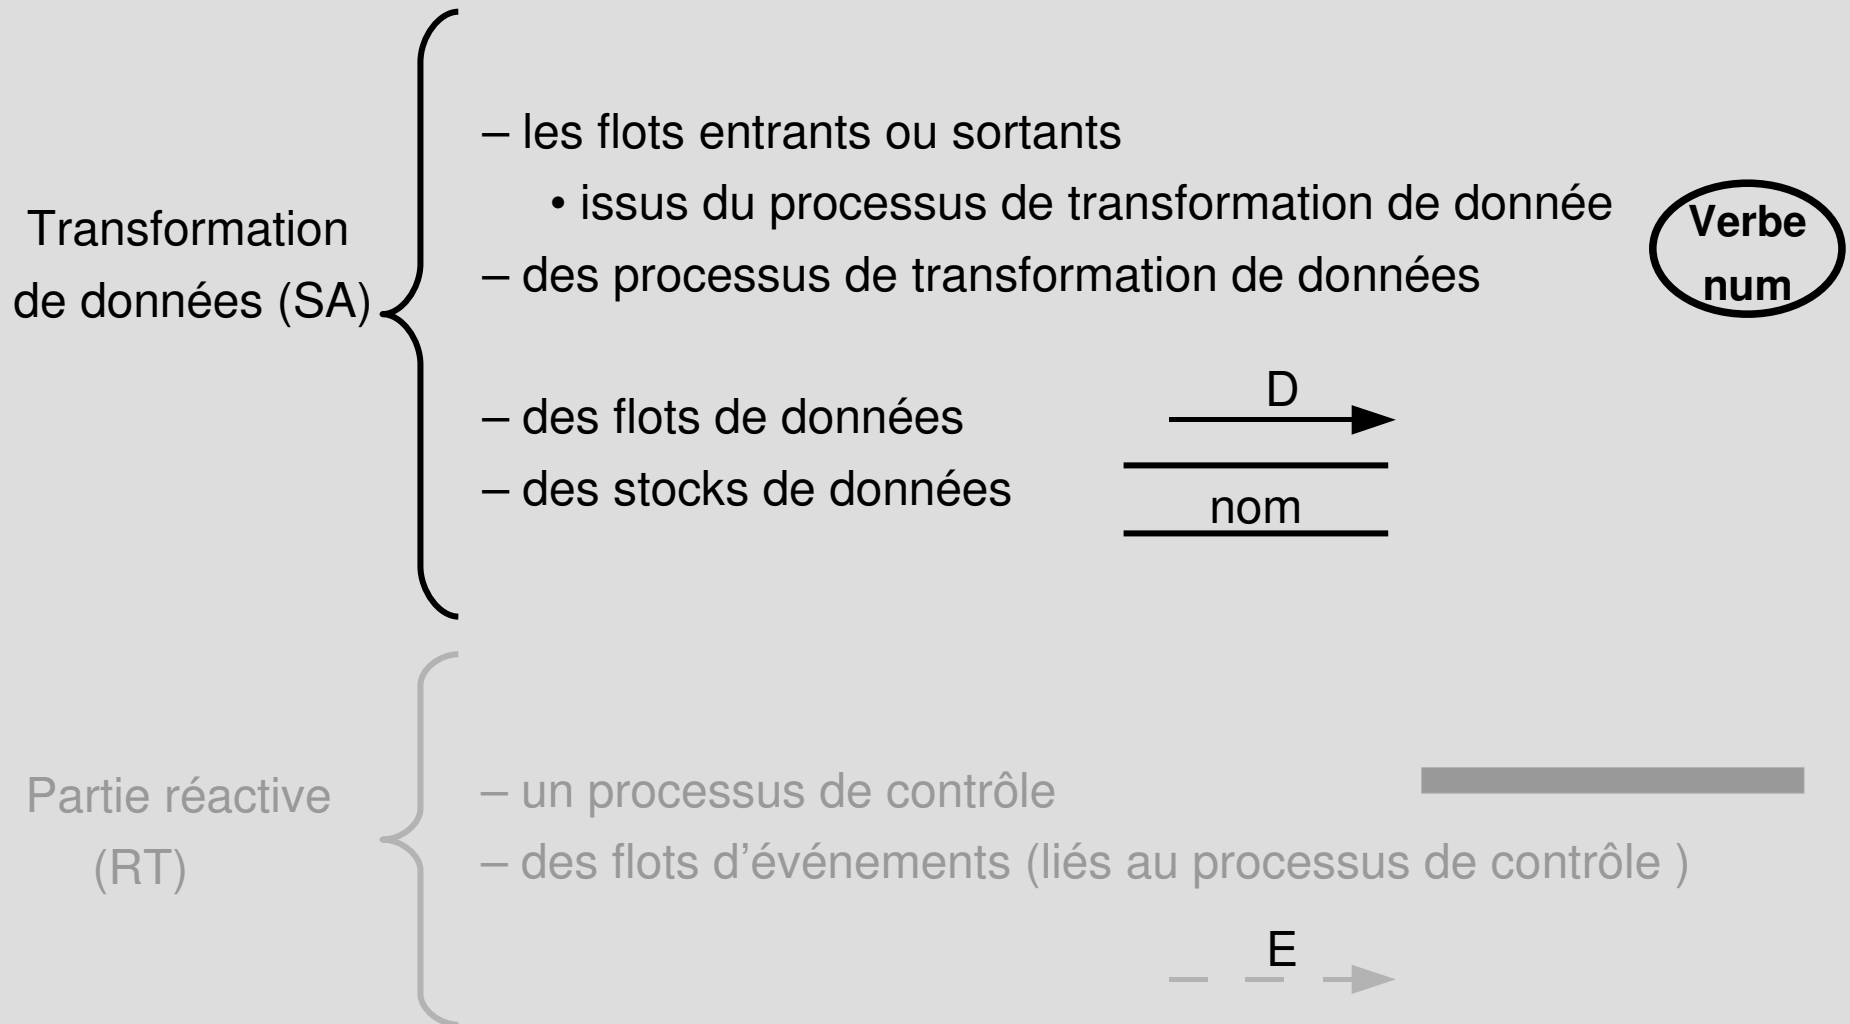 Transformation
de données (SA)
– les flots entrants ou sortants
• issus du processus de transformation de donnée
– des processus de transformation de données
Verbe
num
– des flots de données
D
– des stocks de données
nom
Partie réactive
(RT)
– un processus de contrôle
– des flots d’événements (liés au processus de contrôle )
E